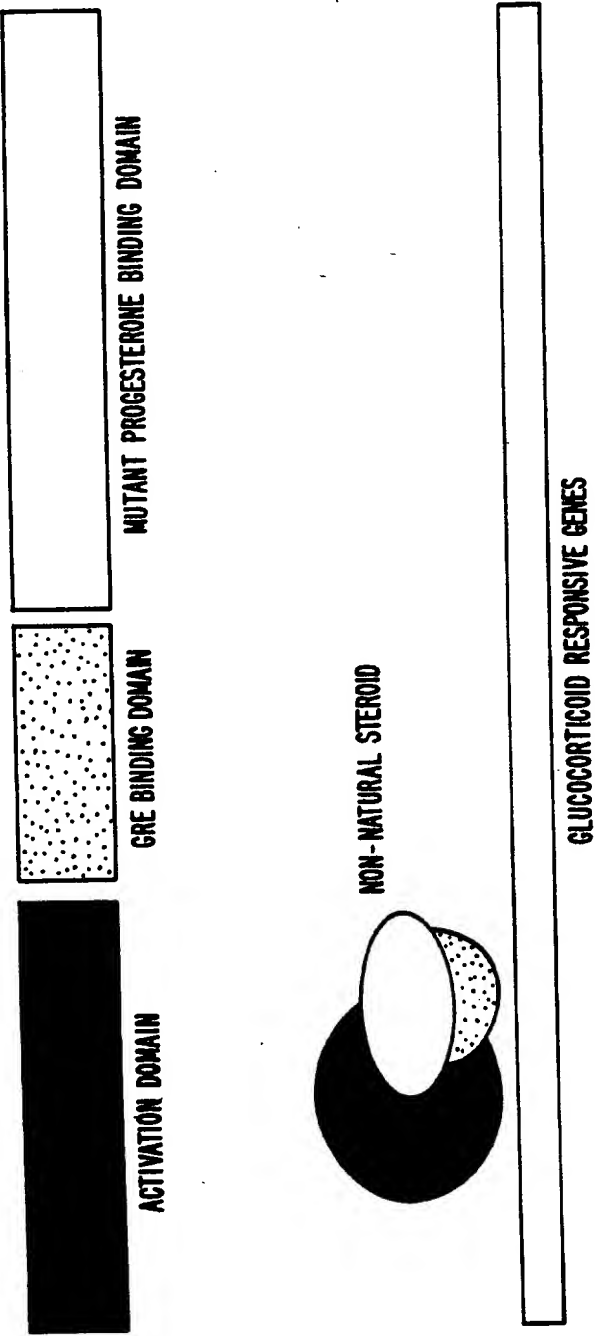 ACTIVATION DOMAIN
GRE BINDING DOMAIN
MUTANT PROGESTERONE BINDING DOMAIN
NON-NATURAL STEROID
GLUCOCORTICOID RESPONSIVE GENES